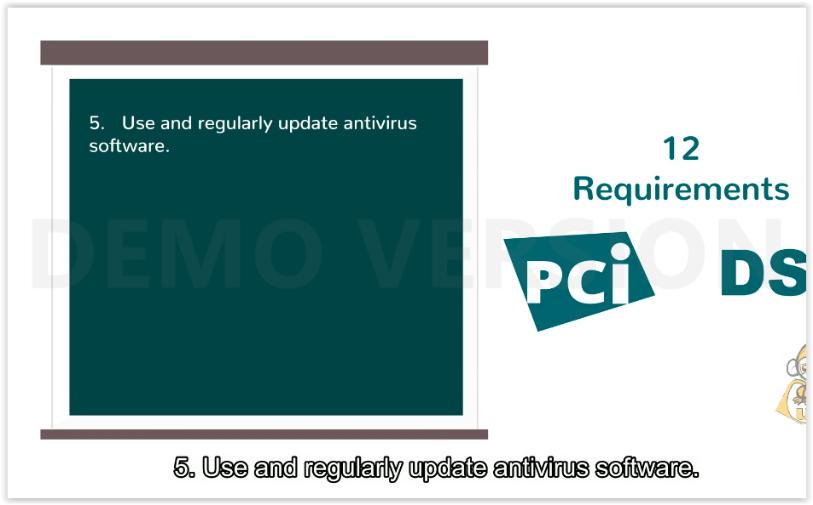 5. Use and regularly update antivirus
software.
12
Requirements
PCi DS
DEMO VERSION
5. Use and regularly update antivirus software.